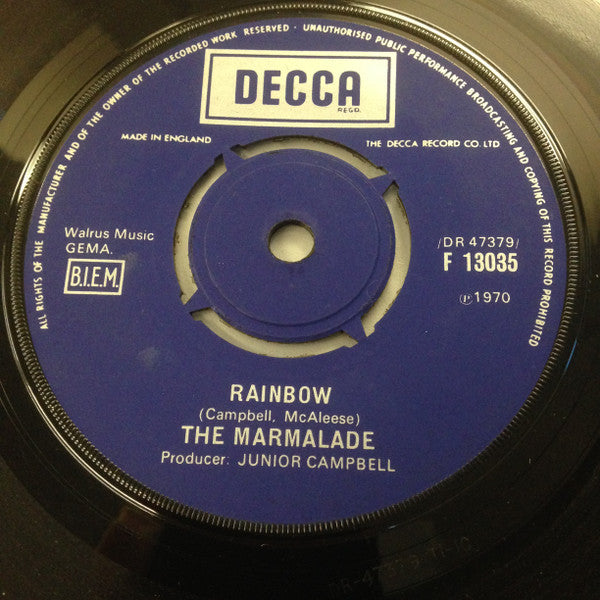 ALL RIGHTS OF THE MANUFACTURER AND OF THE OWNER OF THE RECORDED WORK RESERVED · UNAUTHORISED PUBLIC PERFORMANCE BROADCASTING AND COPYING OF THIS RECORD PROHIBITED
DECCA
REGD.
MADE IN ENGLAND
THE DECCA RECORD CO. LTD
Walrus Music
GEMA.
B.I.E.M.
/DR 47379/
F 13035
℗1970
RAINBOW
(Campbell, McAleese)
THE MARMALADE
Producer: JUNIOR CAMPBELL